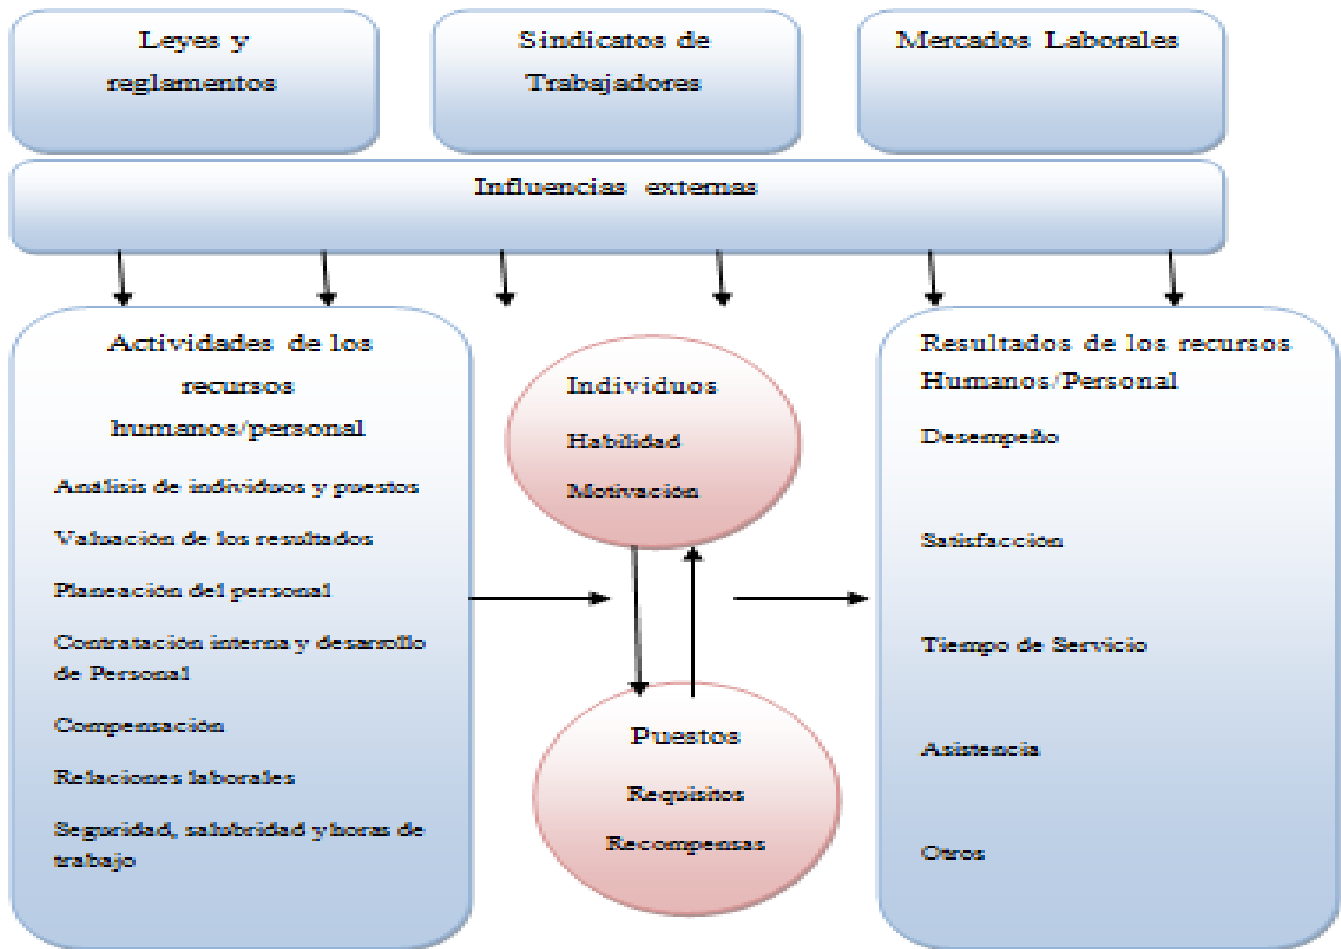 Leyes y
reglamentos
Sindicatos de
Trabajadores
Mercados Laborales
Influencias externas
Actividades de los
recursos
humanos/personal
Análisis de individuos y puestos
Valuación de los resultados
Planeación del personal
Contratación interna y desarrollo
de Personal
Compensación
Relaciones laborales
Seguridad, salubridad y horas de
trabajo
Individuos
Habilidad
Motivación
Puestos
Requisitos
Recompensas
Resultados de los recursos
Humanos/Personal
Desempeño
Satisfacción
Tiempo de Servicio
Asistencia
Otros